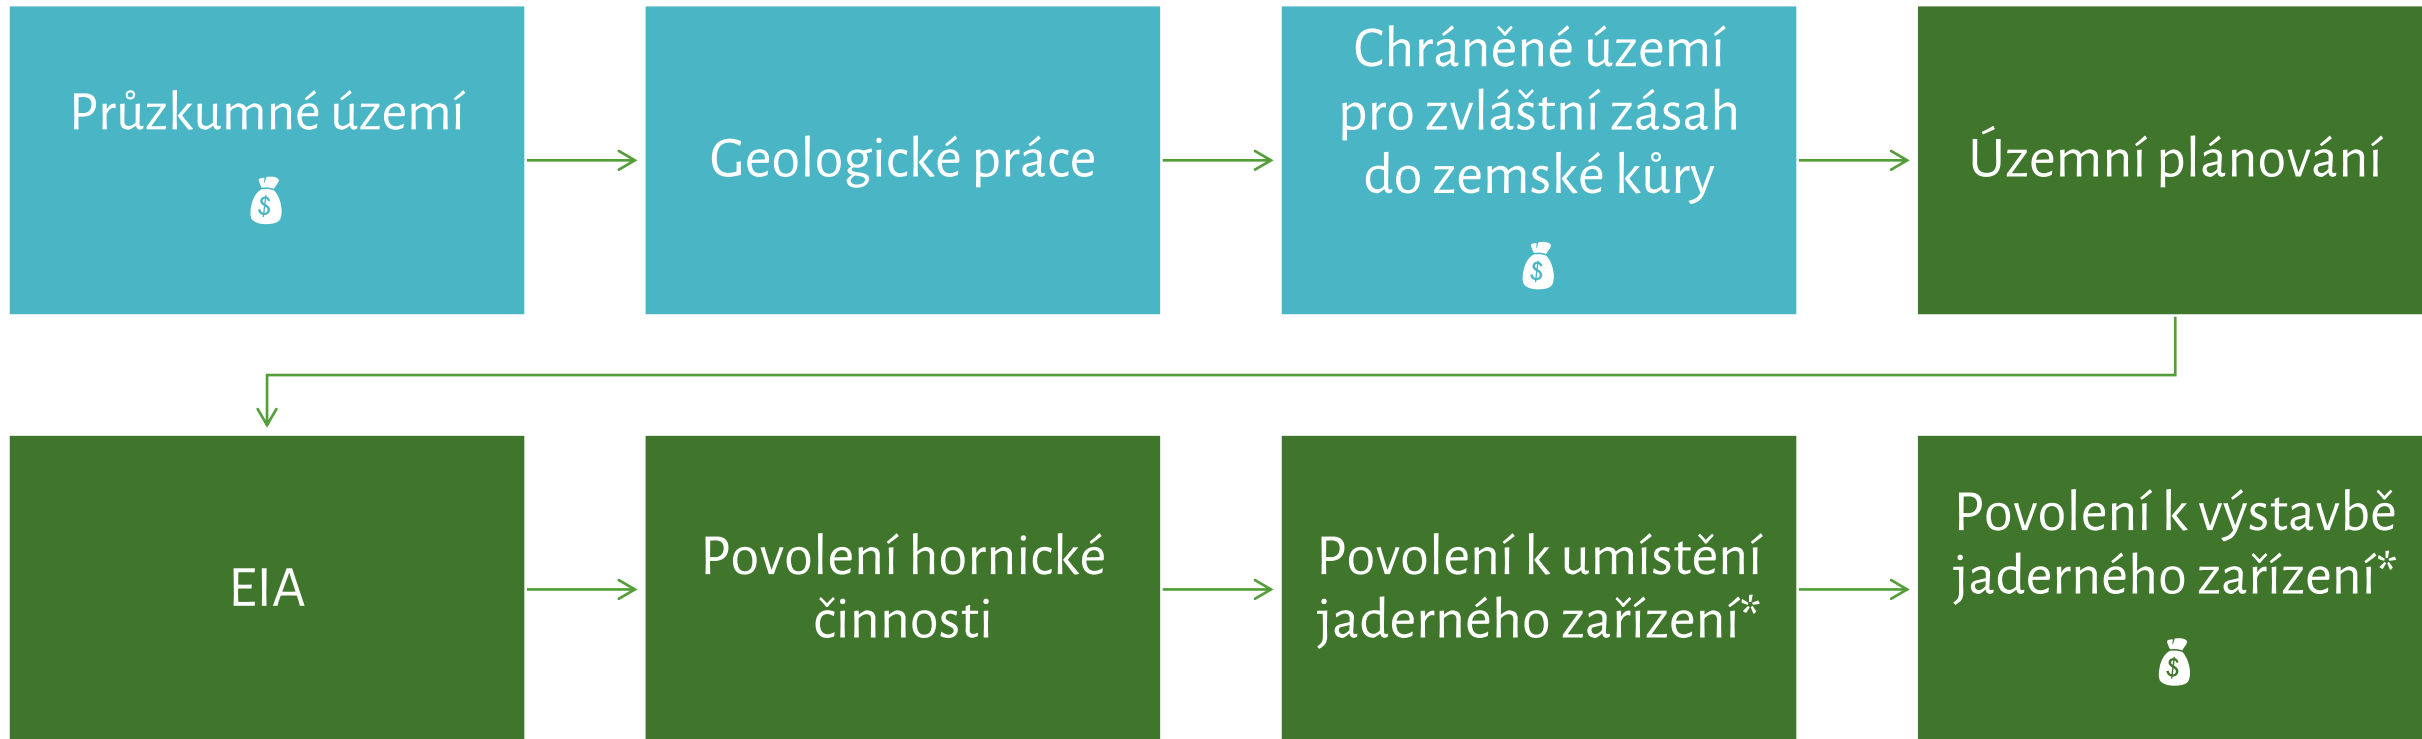 Průzkumné území
Geologické práce
Chráněné území
pro zvláštní zásah
do zemské kůry
Územní plánování
EIA
Povolení hornické
činnosti
Povolení k umístění
jaderného zařízení*
Povolení k výstavbě
jaderného zařízení*